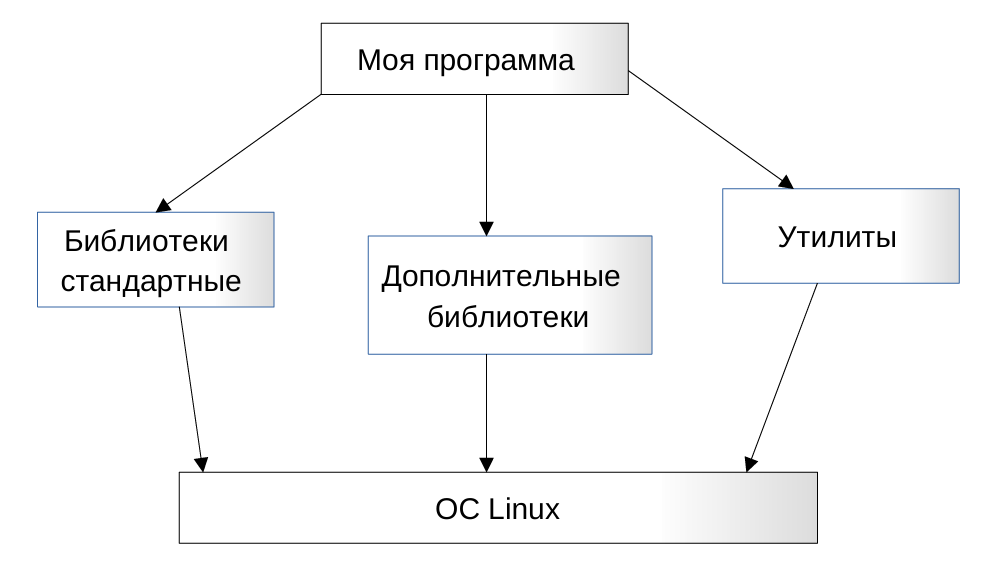 Моя программа
Библиотеки
стандартные
Дополнительные
библиотеки
Утилиты
ОС Linux